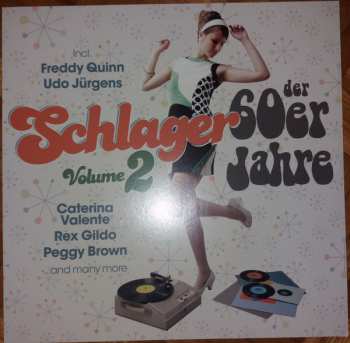 Incl.
Freddy Quinn
Udo Jürgens
Schlager
der
60er
Jahre
Volume 2
Caterina
Valente
Rex Gildo
Peggy Brown
...and many more